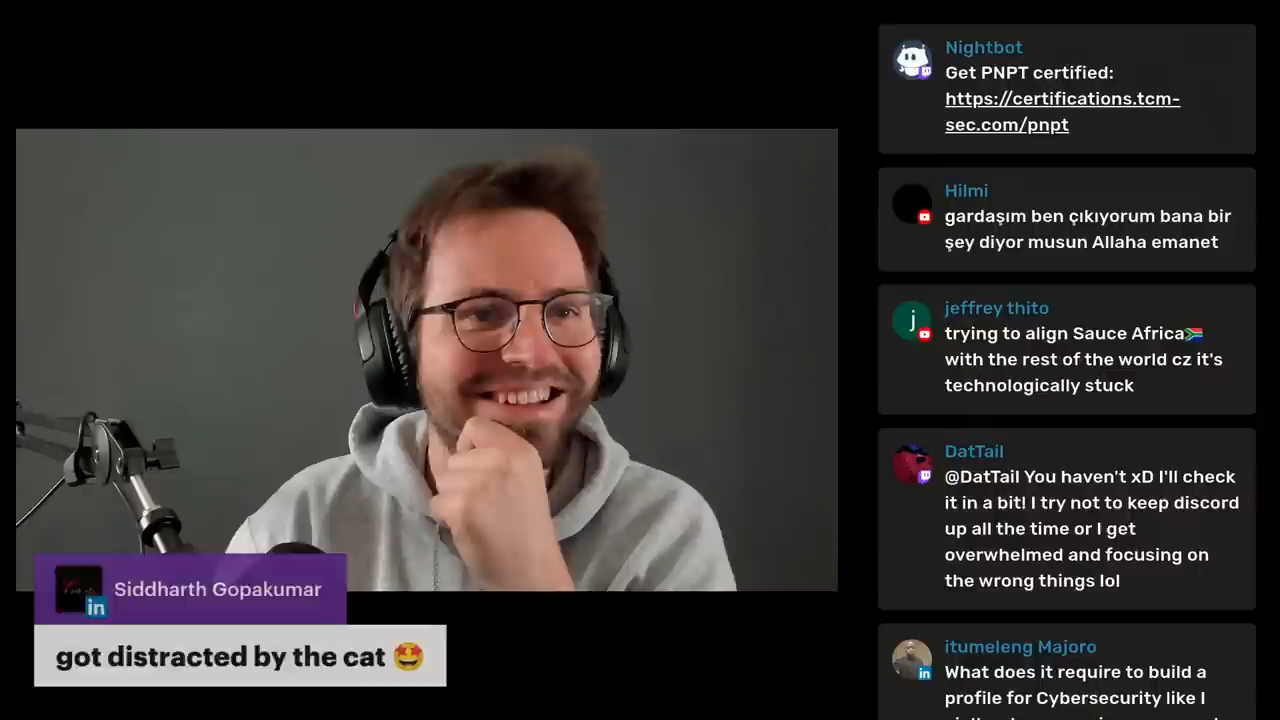 Nightbot
Get PNPT certified:
https://certifications.tcm-
sec.com/pnpt
Hilmi
gardaşım ben çıkıyorum bana bir
şey diyor musun Allaha emanet
j
jeffrey thito
trying to align Sauce Africa🇿🇦
with the rest of the world cz it's
technologically stuck
DatTail
@DatTail You haven't xD I'll check
it in a bit! I try not to keep discord
up all the time or I get
overwhelmed and focusing on
the wrong things lol
itumeleng Majoro
in
What does it require to build a
profile for Cybersecurity like I
Siddharth Gopakumar
in
got distracted by the cat 🤩